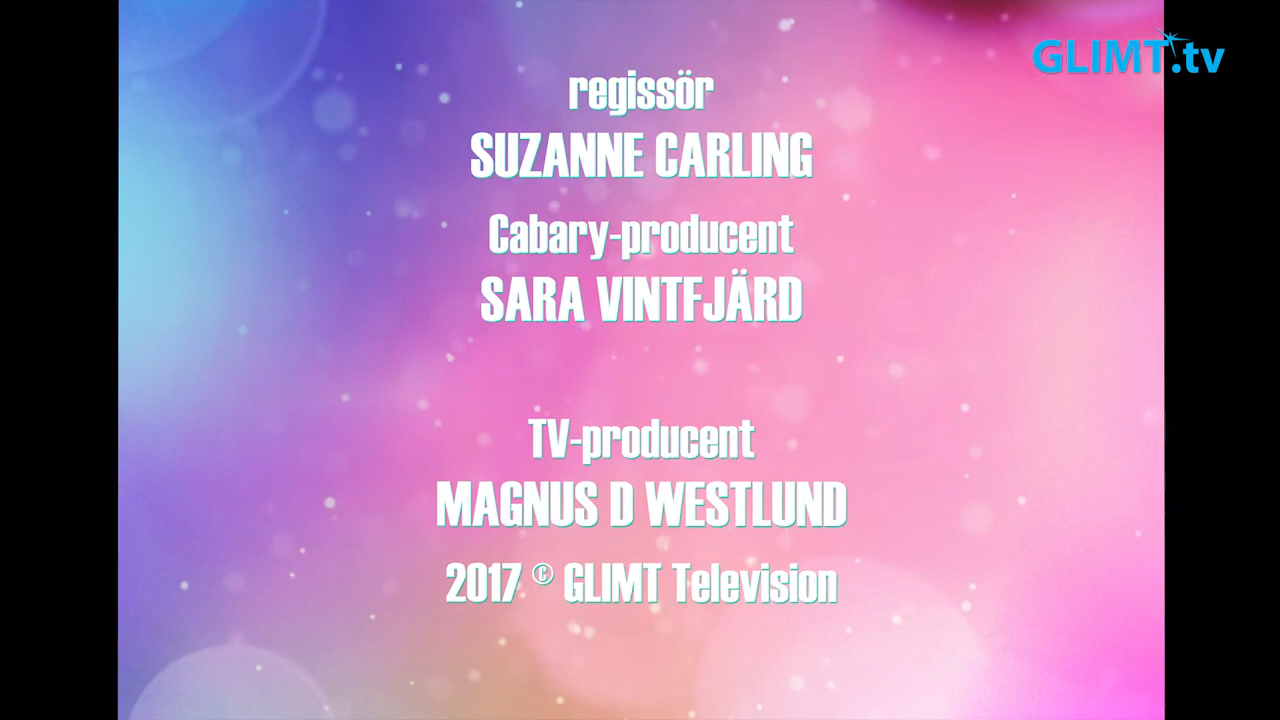 GLIMT.tv
regissör
SUZANNE CARLING
Cabary-producent
SARA VINTFJÄRD
TV-producent
MAGNUS D WESTLUND
2017 © GLIMT Television